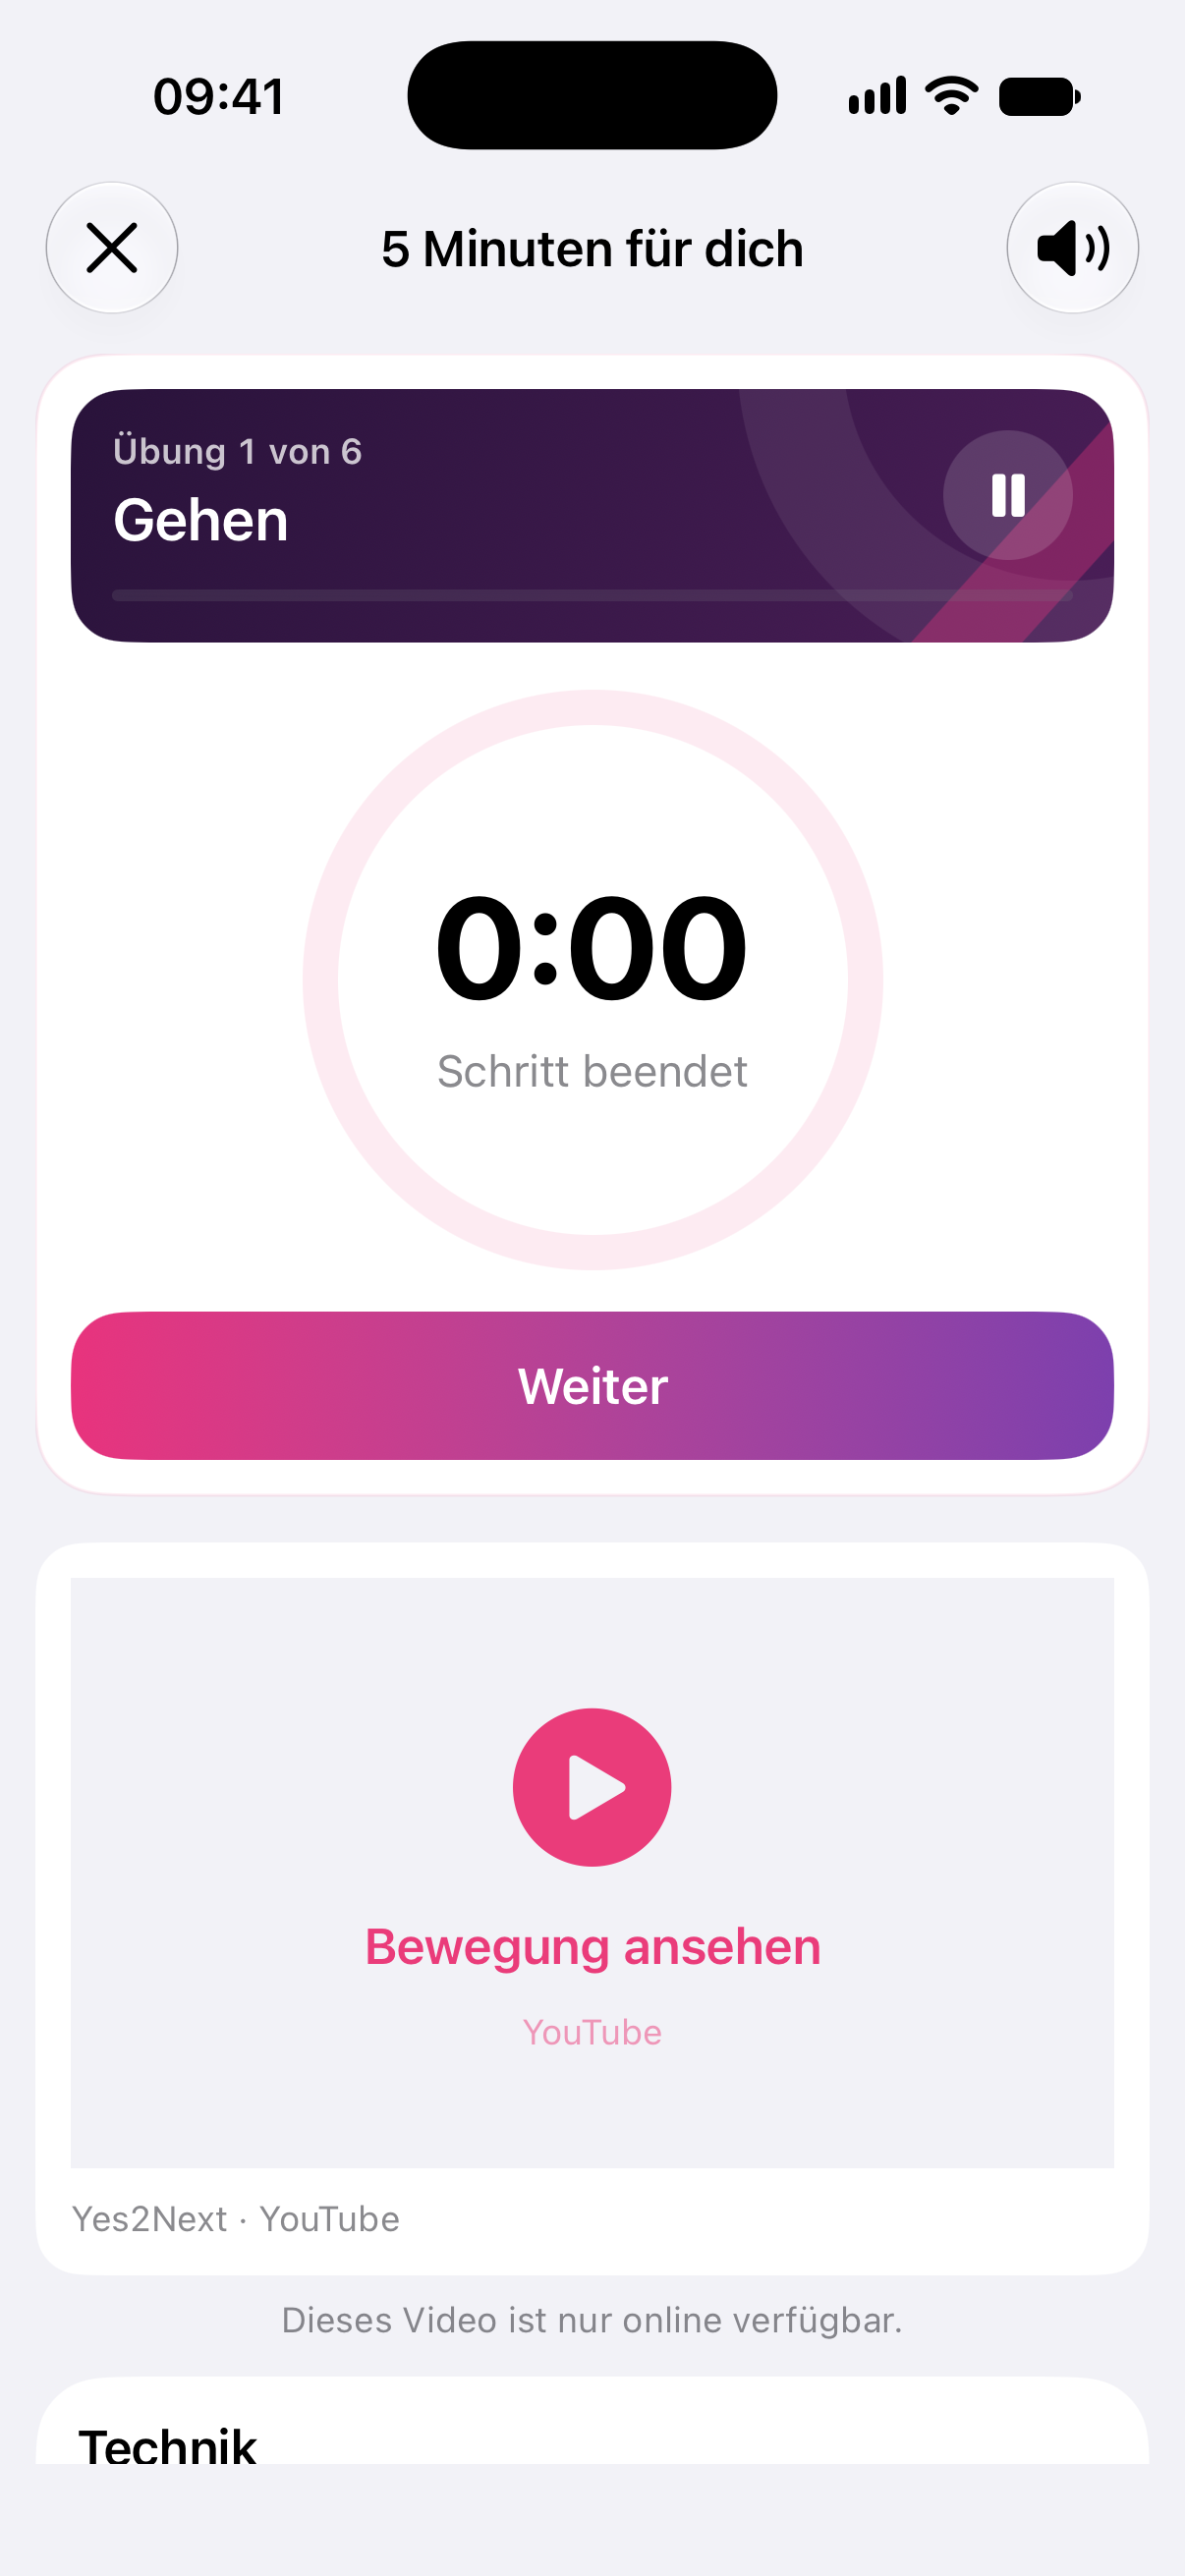 09:41
5 Minuten für dich
Übung 1 von 6
Gehen
0:00
Schritt beendet
Weiter
Bewegung ansehen
YouTube
Yes2Next · YouTube
Dieses Video ist nur online verfügbar.
Technik